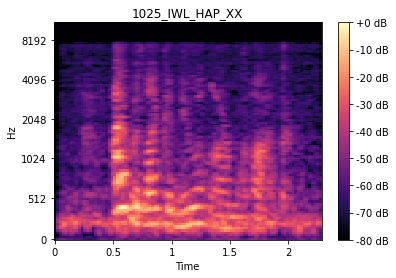 1025_IWL_HAP_XX
+0 dB
8192
-10 dB
-20 dB
4096
-30 dB
2048
-40 dB
Hz
1024
-50 dB
512
-60 dB
-70 dB
0
-80 dB
0 0.5 1 1.5 2
Time